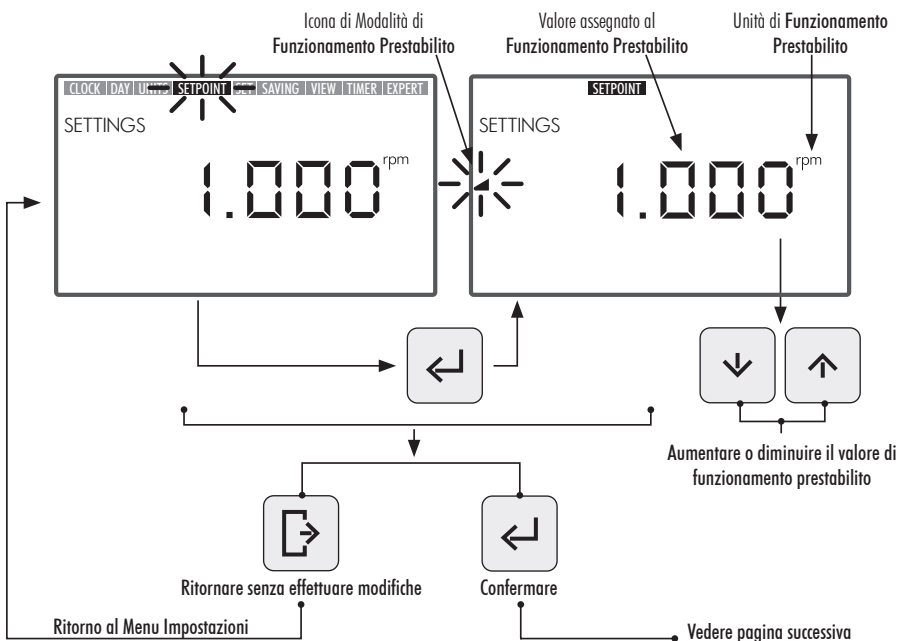 Icona di Modalità di
Funzionamento Prestabilito
Valore assegnato al
Funzionamento Prestabilito
Unità di Funzionamento
Prestabilito
CLOCK DAY UNITS SETPOINT SET SAVING VIEW TIMER EXPERT
SETTINGS
1.000 rpm
SETPOINT
SETTINGS
1.000 rpm
Aumentare o diminuire il valore di
funzionamento prestabilito
Ritornare senza effettuare modifiche
Confermare
Ritorno al Menu Impostazioni
Vedere pagina successiva